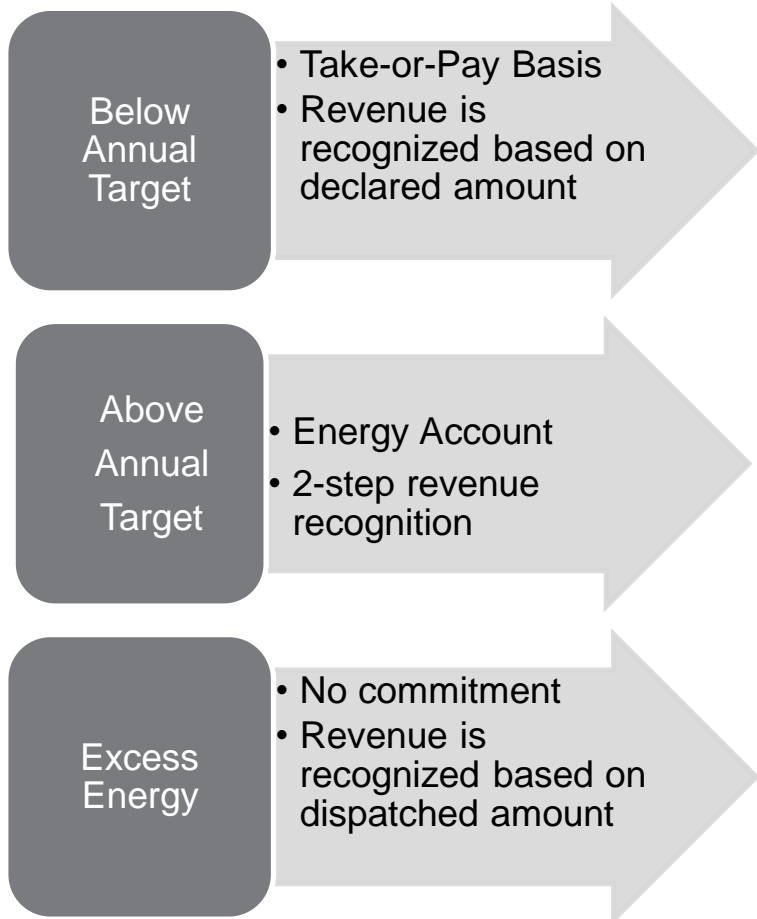 Below
Annual
Target
• Take-or-Pay Basis
• Revenue is
recognized based on
declared amount
Above
Annual
Target
• Energy Account
• 2-step revenue
recognition
Excess
Energy
• No commitment
• Revenue is
recognized based on
dispatched amount